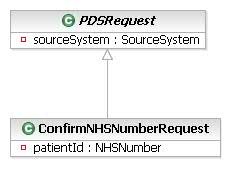 PDSRequest
sourceSystem : SourceSystem
ConfirmNHSNumberRequest
patientId : NHSNumber